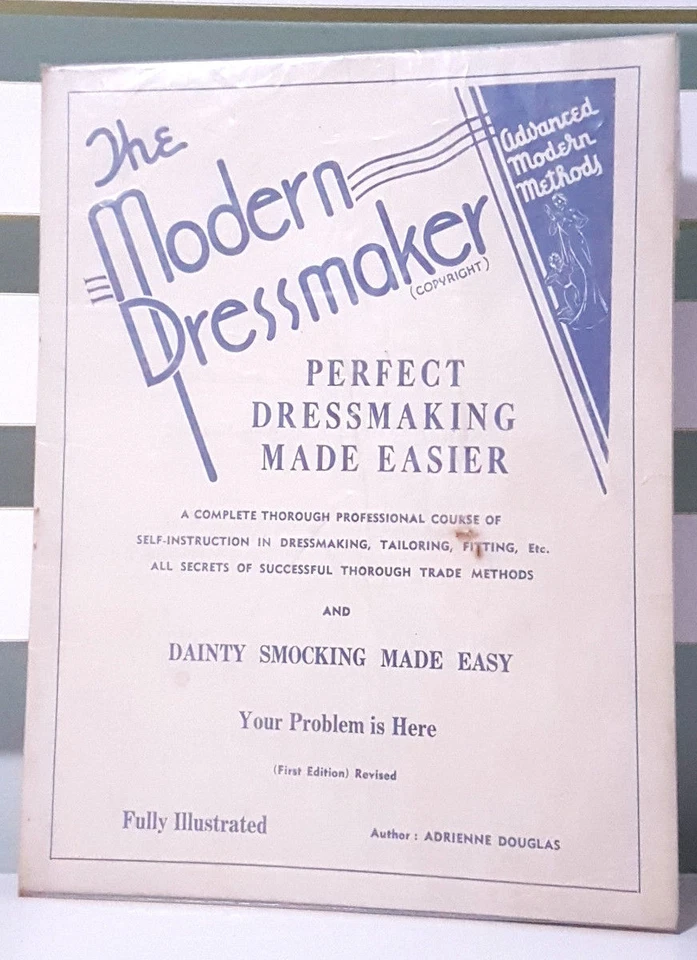 The
Modern
Dressmaker
(COPYRIGHT)
Advanced
Modern
Methods
PERFECT
DRESSMAKING
MADE EASIER
A COMPLETE THOROUGH PROFESSIONAL COURSE OF
SELF-INSTRUCTION IN DRESSMAKING, TAILORING, FITTING, Etc.
ALL SECRETS OF SUCCESSFUL THOROUGH TRADE METHODS
AND
DAINTY SMOCKING MADE EASY
Your Problem is Here
(First Edition) Revised
Fully Illustrated
Author : ADRIENNE DOUGLAS